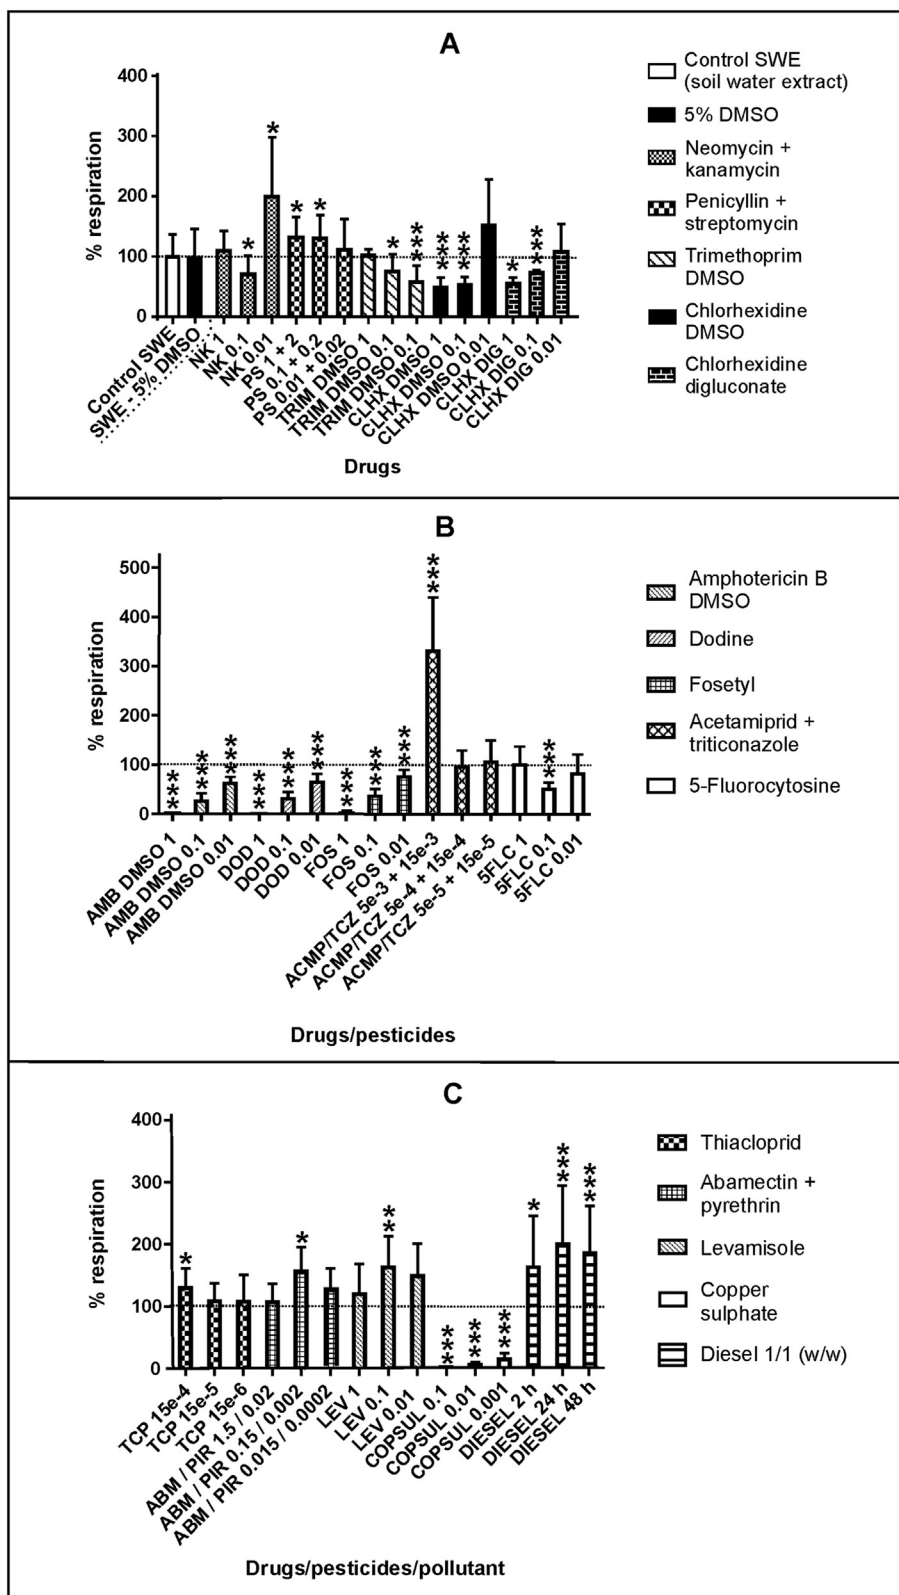 A
400
300
200
100
0
% respiration
Control SWE
SWE - 5% DMSO
NK 1
NK 0.1
NK 0.01
PS 1 + 2
PS 0.1 + 0.2
PS 0.01 + 0.02
TRIM DMSO 1
TRIM DMSO 0.1
TRIM DMSO 0.1
CLHX DMSO 1
CLHX DMSO 0.1
CLHX DMSO 0.01
CLHX DIG 1
CLHX DIG 0.1
CLHX DIG 0.01
*
*
*
*
*
***
***
***
*
***
Drugs
Control SWE
(soil water extract)
5% DMSO
Neomycin +
kanamycin
Penicyllin +
streptomycin
Trimethoprim
DMSO
Chlorhexidine
DMSO
Chlorhexidine
digluconate
B
500
400
300
200
100
0
% respiration
***
***
***
***
***
***
***
***
***
***
***
AMB DMSO 1
AMB DMSO 0.1
AMB DMSO 0.01
DOD 1
DOD 0.1
DOD 0.01
FOS 1
FOS 0.1
FOS 0.01
ACMP/TCZ 5e-3 + 15e-3
ACMP/TCZ 5e-4 + 15e-4
ACMP/TCZ 5e-5 + 15e-5
5FLC 1
5FLC 0.1
5FLC 0.01
Drugs/pesticides
Amphotericin B
DMSO
Dodine
Fosetyl
Acetamiprid +
triticonazole
5-Fluorocytosine
C
400
300
200
100
0
% respiration
*
*
**
***
***
***
*
***
***
TCP 15e-4
TCP 15e-5
TCP 15e-6
ABM / PIR 1.5 / 0.02
ABM / PIR 0.15 / 0.002
ABM / PIR 0.015 / 0.0002
LEV 1
LEV 0.1
LEV 0.01
COPSUL 0.1
COPSUL 0.01
COPSUL 0.001
DIESEL 2 h
DIESEL 24 h
DIESEL 48 h
Drugs/pesticides/pollutant
Thiacloprid
Abamectin +
pyrethrin
Levamisole
Copper
sulphate
Diesel 1/1 (w/w)